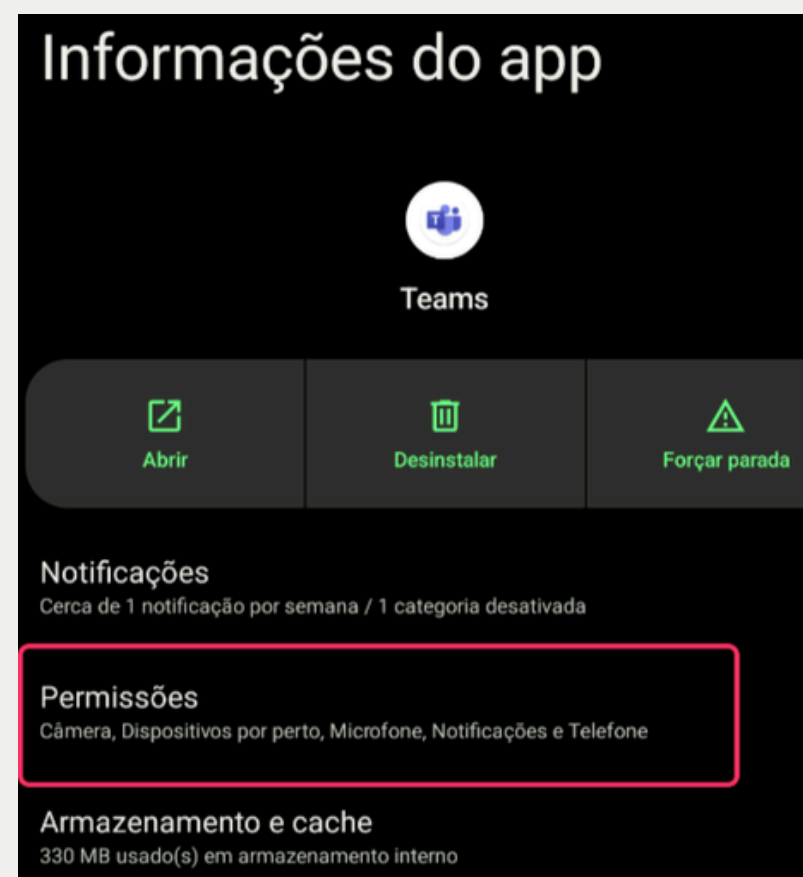 Informações do app
Teams
Abrir
Desinstalar
Forçar parada
Notificações
Cerca de 1 notificação por semana / 1 categoria desativada
Permissões
Câmera, Dispositivos por perto, Microfone, Notificações e Telefone
Armazenamento e cache
330 MB usado(s) em armazenamento interno